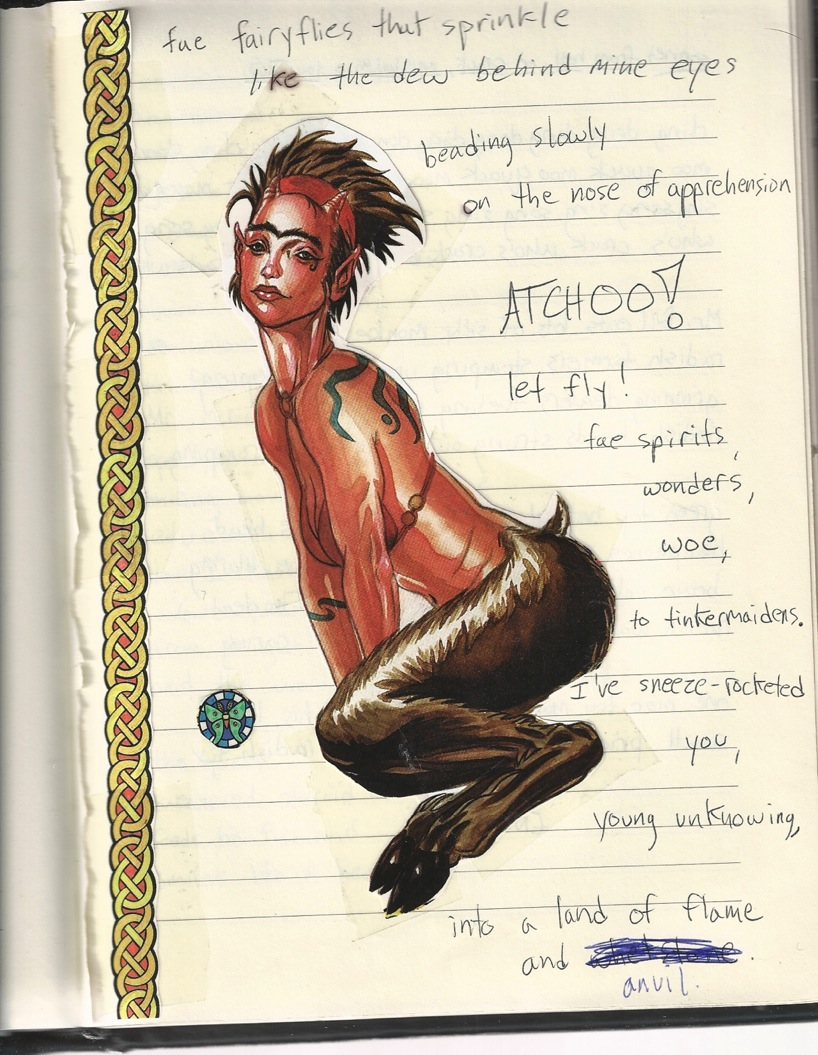 fae fairyflies that sprinkle
like the dew behind mine eyes
beading slowly
on the nose of apprehension
ATCHOO!
let fly!
fae spirits,
wonders,
woe,
to tinkermaidens.
I've sneeze-rocketed
you,
young unknowing,
into a land of flame
and .
anvil.